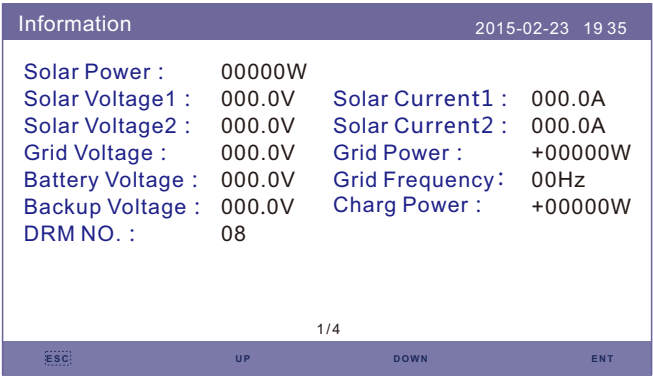 Information 2015-02-23 19 35
Solar Power : 00000W
Solar Voltage1 : 000.0V Solar Current1 : 000.0A
Solar Voltage2 : 000.0V Solar Current2 : 000.0A
Grid Voltage : 000.0V Grid Power : +00000W
Battery Voltage : 000.0V Grid Frequency: 00Hz
Backup Voltage : 000.0V Charg Power : +00000W
DRM NO. : 08
1/4
ESC UP DOWN ENT